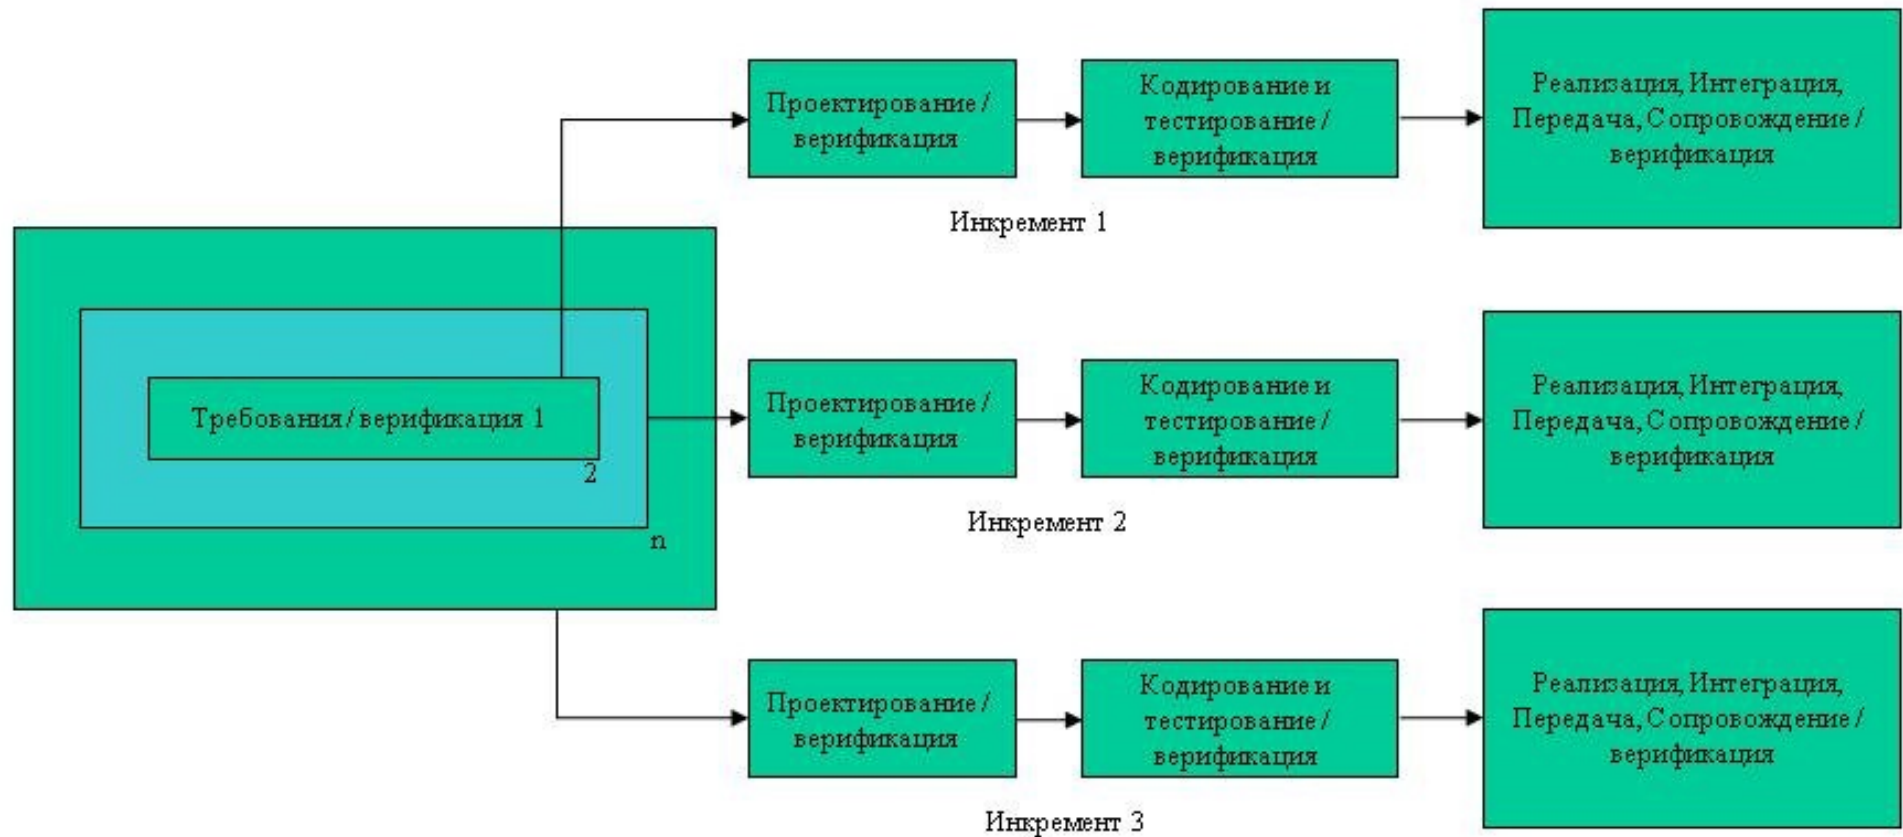 Проектирование /
верификация
Кодирование и
тестирование /
верификация
Реализация, Интеграция,
Передача, Сопровождение /
верификация
Инкремент 1
Требования / верификация 1
2
n
Проектирование /
верификация
Кодирование и
тестирование /
верификация
Реализация, Интеграция,
Передача, Сопровождение /
верификация
Инкремент 2
Проектирование /
верификация
Кодирование и
тестирование /
верификация
Реализация, Интеграция,
Передача, Сопровождение /
верификация
Инкремент 3